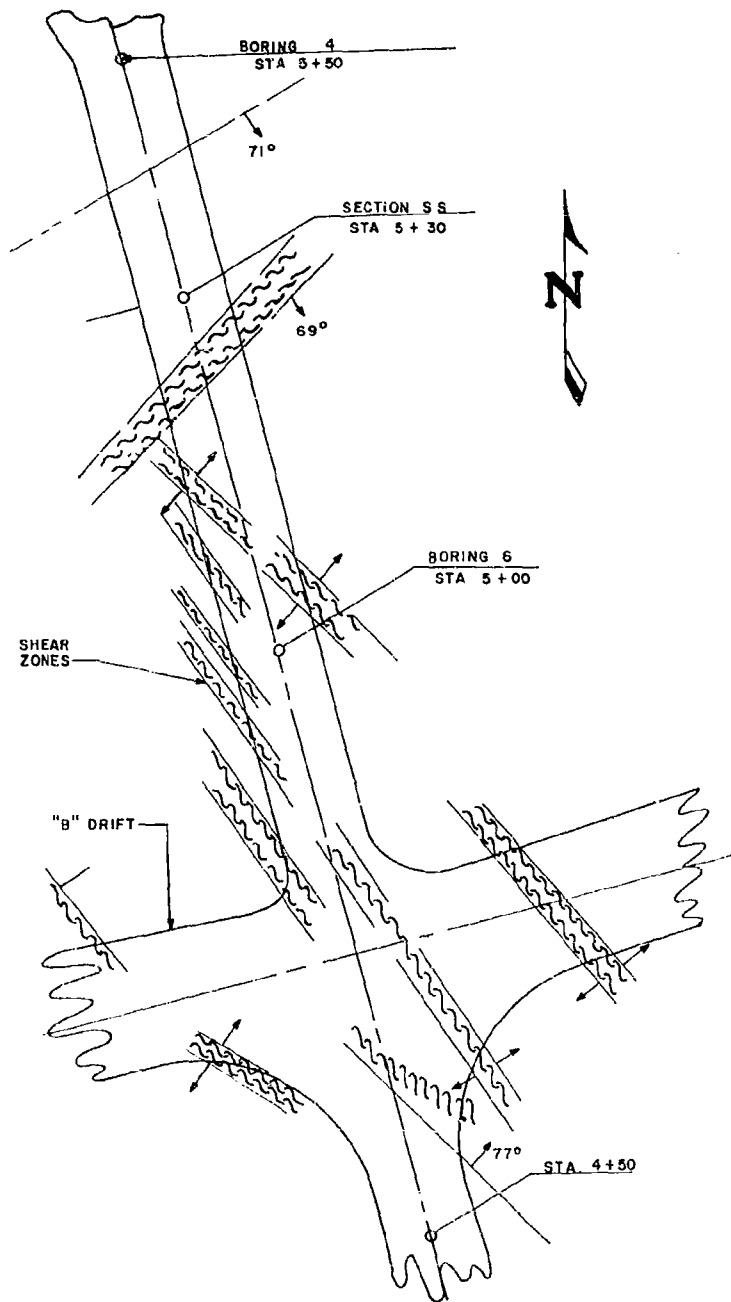 BORING 4
STA 5+50
71°
SECTION SS
STA 5+30
N
69°
BORING 6
STA 5+00
SHEAR
ZONES
"B" DRIFT
77°
STA. 4+50